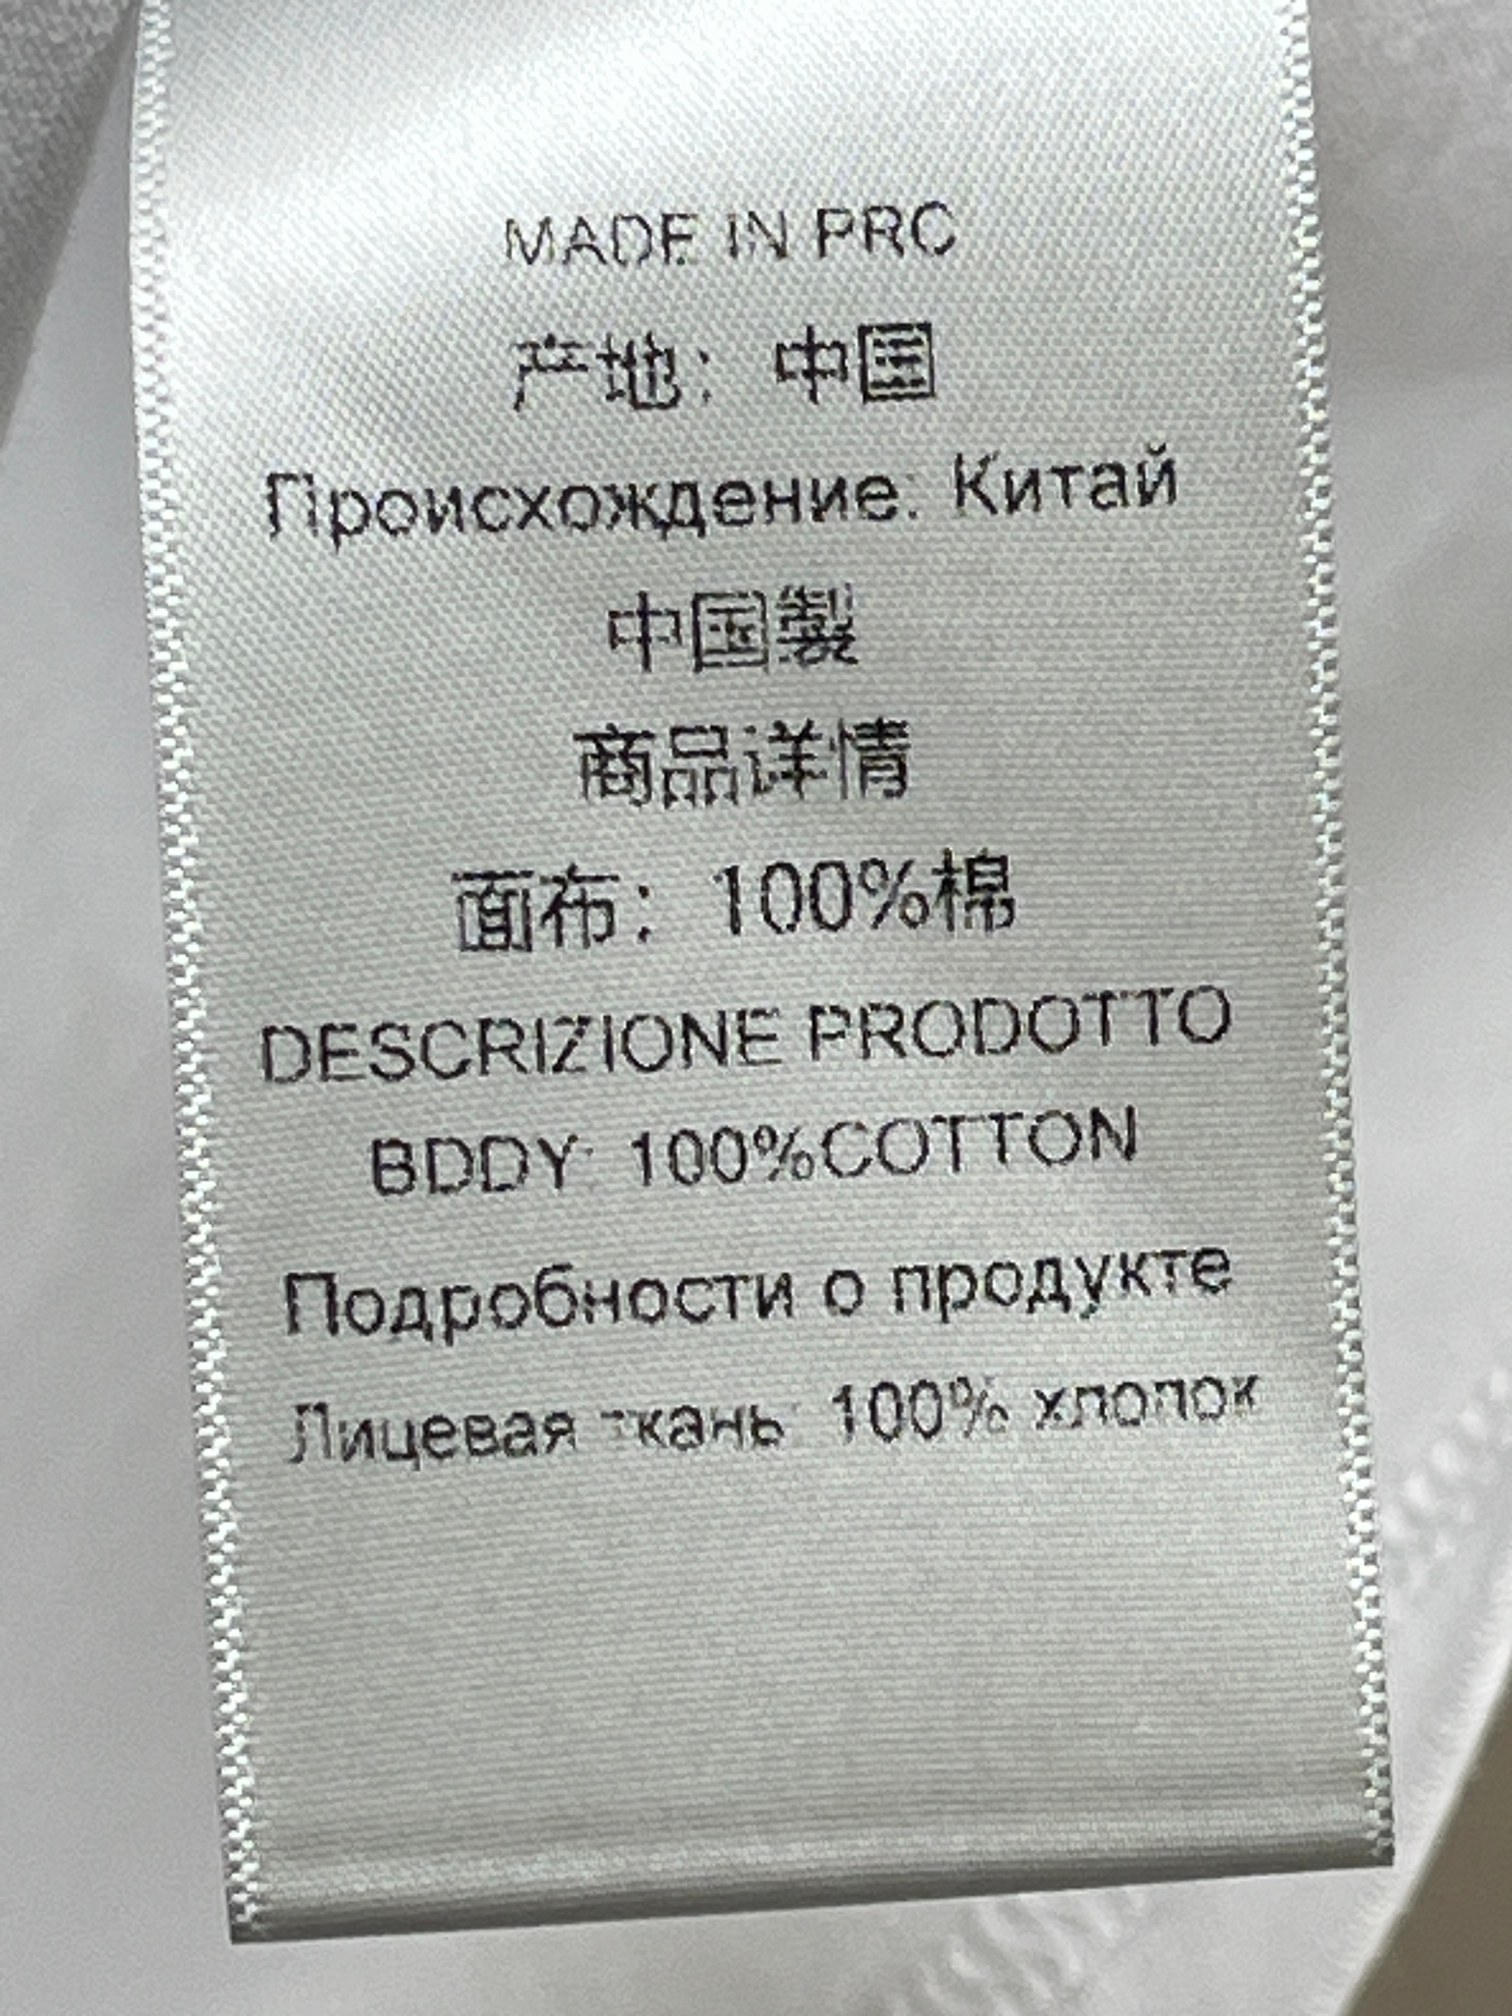 MADE IN PRC
产地：中国
Происхождение: Китай
中国製
商品详情
面布：100%棉
DESCRIZIONE PRODOTTO
BDDY: 100%COTTON
Подробности о продукте
Лицевая ткань: 100% хлопок